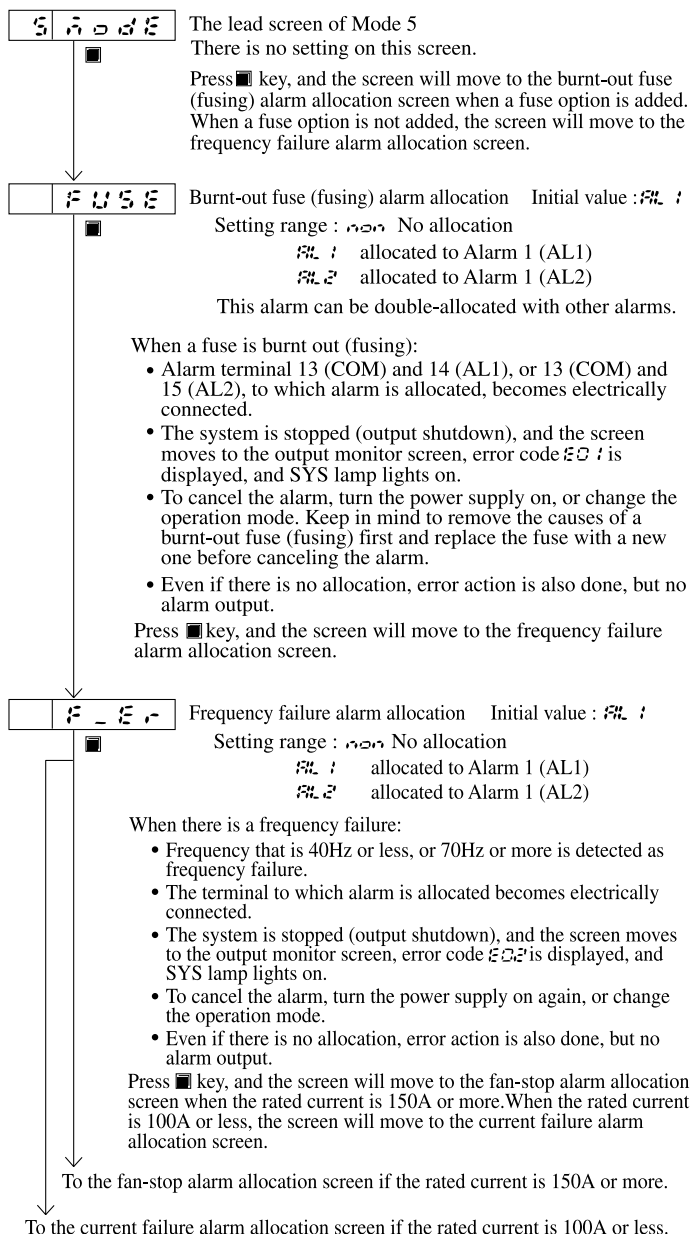 5 ModE The lead screen of Mode 5
There is no setting on this screen.
Press key, and the screen will move to the burnt-out fuse
(fusing) alarm allocation screen when a fuse option is added.
When a fuse option is not added, the screen will move to the
frequency failure alarm allocation screen.
FUSE Burnt-out fuse (fusing) alarm allocation Initial value : AL 1
Setting range : non No allocation
AL 1 allocated to Alarm 1 (AL1)
AL 2 allocated to Alarm 1 (AL2)
This alarm can be double-allocated with other alarms.
When a fuse is burnt out (fusing):
• Alarm terminal 13 (COM) and 14 (AL1), or 13 (COM) and
15 (AL2), to which alarm is allocated, becomes electrically
connected.
• The system is stopped (output shutdown), and the screen
moves to the output monitor screen, error code E01 is
displayed, and SYS lamp lights on.
• To cancel the alarm, turn the power supply on, or change the
operation mode. Keep in mind to remove the causes of a
burnt-out fuse (fusing) first and replace the fuse with a new
one before canceling the alarm.
• Even if there is no allocation, error action is also done, but no
alarm output.
Press key, and the screen will move to the frequency failure
alarm allocation screen.
F_Er Frequency failure alarm allocation Initial value : AL 1
Setting range : non No allocation
AL 1 allocated to Alarm 1 (AL1)
AL 2 allocated to Alarm 1 (AL2)
When there is a frequency failure:
• Frequency that is 40Hz or less, or 70Hz or more is detected as
frequency failure.
• The terminal to which alarm is allocated becomes electrically
connected.
• The system is stopped (output shutdown), and the screen moves
to the output monitor screen, error code E02 is displayed, and
SYS lamp lights on.
• To cancel the alarm, turn the power supply on again, or change
the operation mode.
• Even if there is no allocation, error action is also done, but no
alarm output.
Press key, and the screen will move to the fan-stop alarm allocation
screen when the rated current is 150A or more.When the rated current
is 100A or less, the screen will move to the current failure alarm
allocation screen.
To the fan-stop alarm allocation screen if the rated current is 150A or more.
To the current failure alarm allocation screen if the rated current is 100A or less.